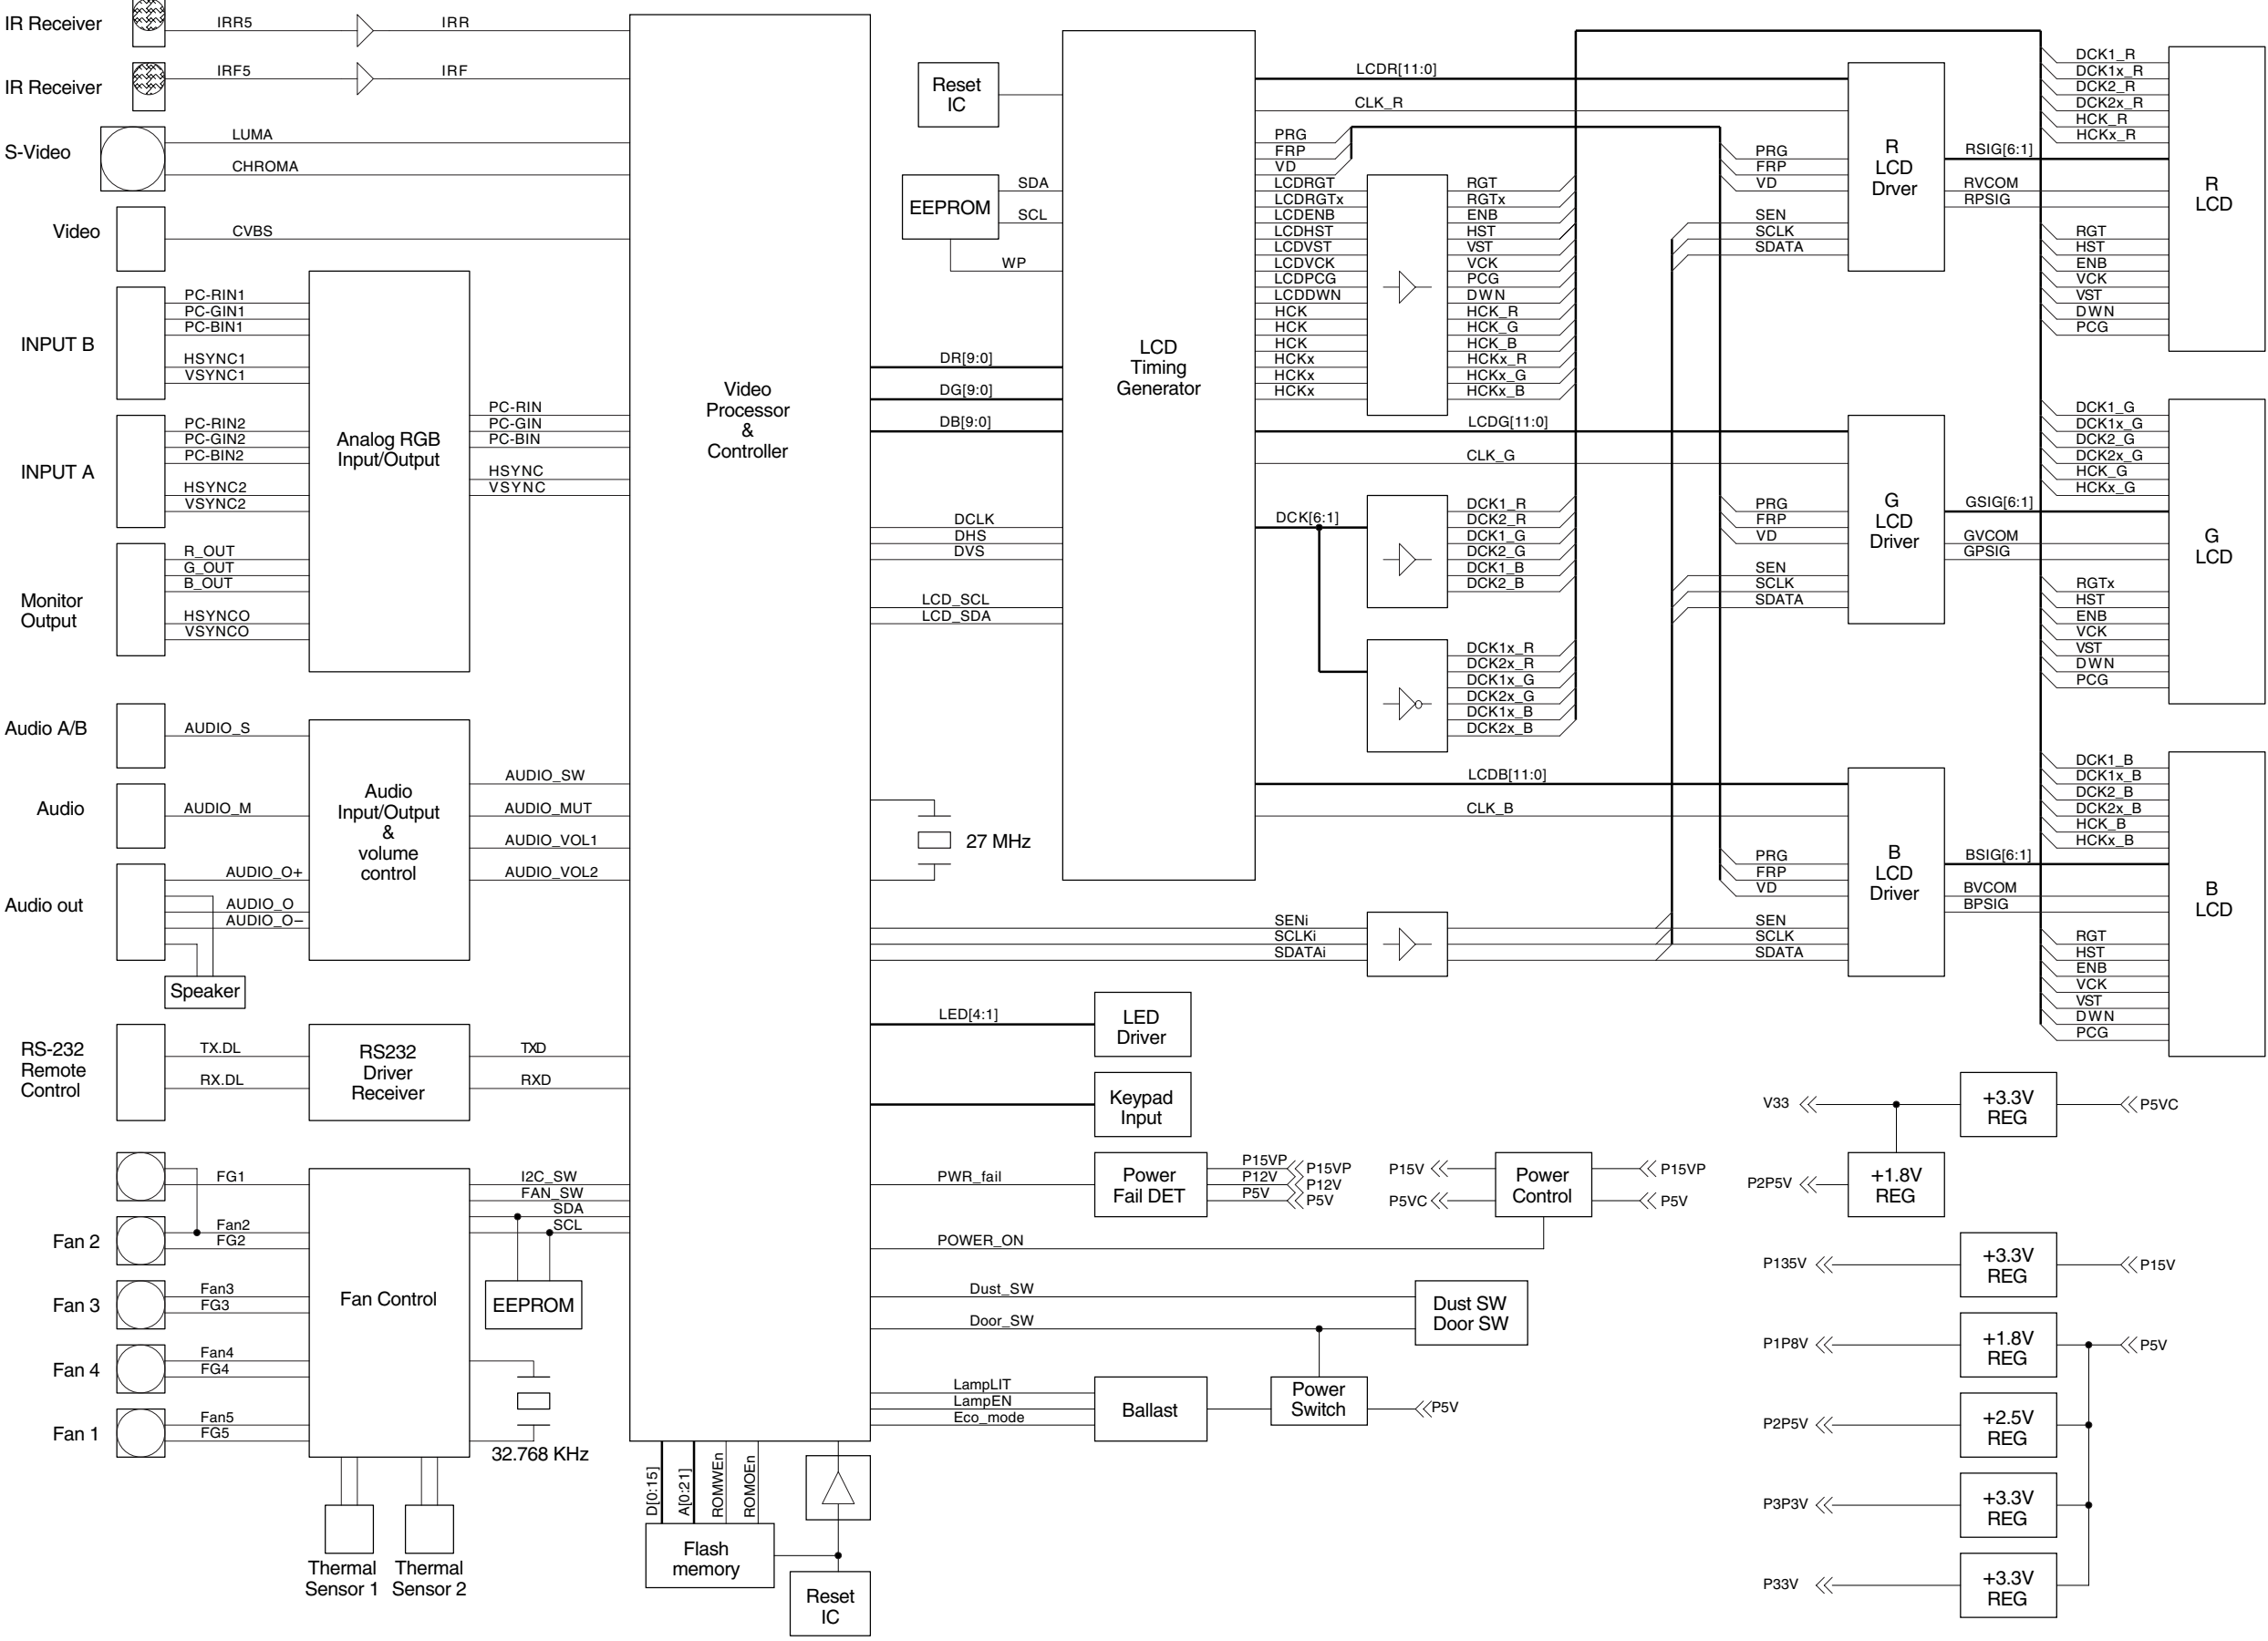 IR Receiver
IRR5
IRR
IR Receiver
IRF5
IRF
S-Video
LUMA
CHROMA
Video
CVBS
INPUT B
PC-RIN1
PC-GIN1
PC-BIN1
HSYNC1
VSYNC1
INPUT A
PC-RIN2
PC-GIN2
PC-BIN2
HSYNC2
VSYNC2
Monitor
Output
R_OUT
G_OUT
B_OUT
HSYNCO
VSYNCO
Analog RGB
Input/Output
PC-RIN
PC-GIN
PC-BIN
HSYNC
VSYNC
Audio A/B
AUDIO_S
Audio
AUDIO_M
Audio out
AUDIO_O+
AUDIO_O
AUDIO_O–
Speaker
Audio
Input/Output
&
volume
control
AUDIO_SW
AUDIO_MUT
AUDIO_VOL1
AUDIO_VOL2
RS-232
Remote
Control
TX.DL
RX.DL
RS232
Driver
Receiver
TXD
RXD
FG1
Fan 2
Fan2
FG2
Fan 3
Fan3
FG3
Fan 4
Fan4
FG4
Fan 1
Fan5
FG5
Fan Control
I2C_SW
FAN_SW
SDA
SCL
EEPROM
32.768 KHz
Thermal
Sensor 1
Thermal
Sensor 2
Video
Processor
&
Controller
D[0:15]
A[0:21]
ROMWEn
ROMOEn
Flash
memory
Reset
IC
Reset
IC
EEPROM
SDA
SCL
WP
DR[9:0]
DG[9:0]
DB[9:0]
DCLK
DHS
DVS
LCD_SCL
LCD_SDA
27 MHz
LCD
Timing
Generator
LCDR[11:0]
CLK_R
PRG
FRP
VD
LCDRGT
LCDRGTx
LCDENB
LCDHST
LCDVST
LCDVCK
LCDPCG
LCDDWN
HCK
HCK
HCK
HCKx
HCKx
HCKx
RGT
RGTx
ENB
HST
VST
VCK
PCG
DWN
HCK_R
HCK_G
HCK_B
HCKx_R
HCKx_G
HCKx_B
LCDG[11:0]
CLK_G
DCK[6:1]
DCK1_R
DCK2_R
DCK1_G
DCK2_G
DCK1_B
DCK2_B
DCK1x_R
DCK2x_R
DCK1x_G
DCK2x_G
DCK1x_B
DCK2x_B
LCDB[11:0]
CLK_B
SENi
SCLKi
SDATAi
PRG
FRP
VD
SEN
SCLK
SDATA
R
LCD
Drver
RSIG[6:1]
RVCOM
RPSIG
DCK1_R
DCK1x_R
DCK2_R
DCK2x_R
HCK_R
HCKx_R
RGT
HST
ENB
VCK
VST
DWN
PCG
R
LCD
PRG
FRP
VD
SEN
SCLK
SDATA
G
LCD
Driver
GSIG[6:1]
GVCOM
GPSIG
DCK1_G
DCK1x_G
DCK2_G
DCK2x_G
HCK_G
HCKx_G
RGTx
HST
ENB
VCK
VST
DWN
PCG
G
LCD
PRG
FRP
VD
SEN
SCLK
SDATA
B
LCD
Driver
BSIG[6:1]
BVCOM
BPSIG
DCK1_B
DCK1x_B
DCK2_B
DCK2x_B
HCK_B
HCKx_B
RGT
HST
ENB
VCK
VST
DWN
PCG
B
LCD
LED[4:1]
LED
Driver
Keypad
Input
PWR_fail
Power
Fail DET
P15VP
P12V
P5V
P15VP
P12V
P5V
P15V
P5VC
Power
Control
P15VP
P5V
POWER_ON
Dust_SW
Door_SW
Dust SW
Door SW
LampLIT
LampEN
Eco_mode
Ballast
Power
Switch
P5V
V33
+3.3V
REG
P5VC
P2P5V
+1.8V
REG
P135V
+3.3V
REG
P15V
P1P8V
+1.8V
REG
P5V
P2P5V
+2.5V
REG
P3P3V
+3.3V
REG
P33V
+3.3V
REG